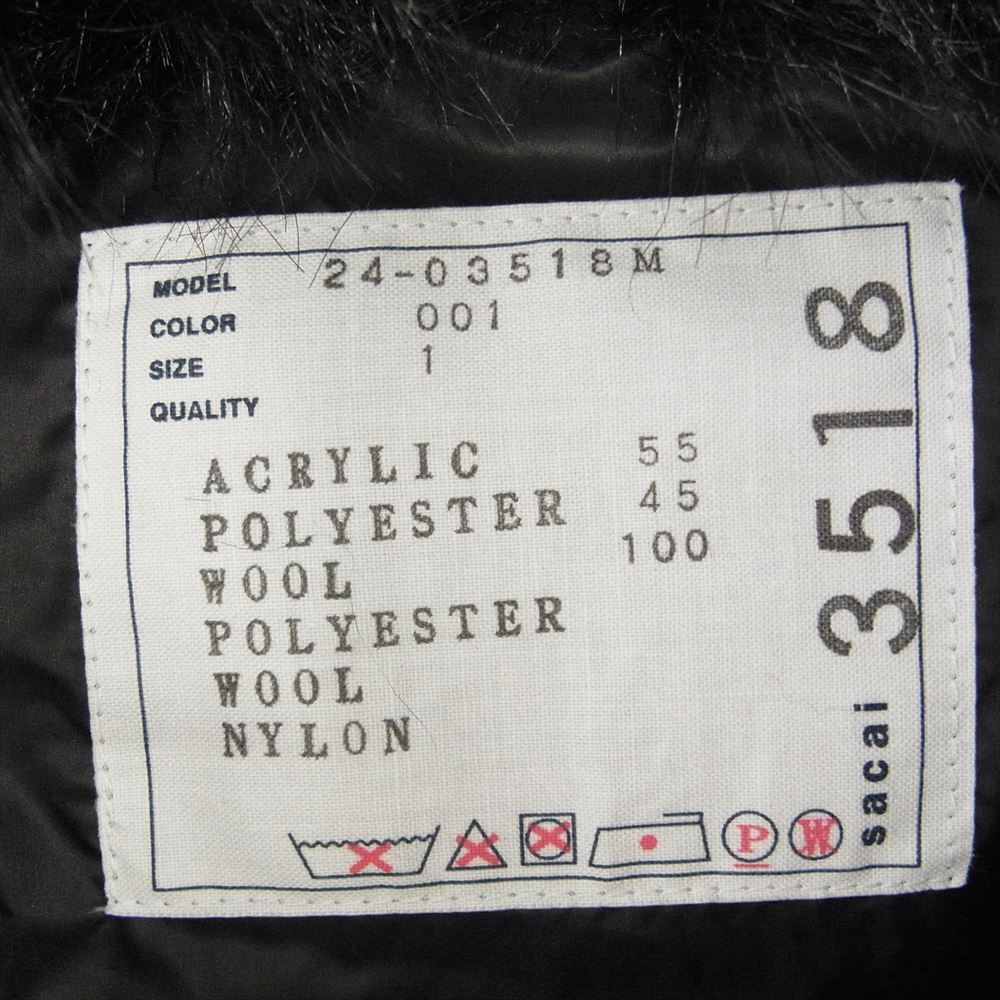 MODEL 24-03518M
COLOR 001
SIZE 1
QUALITY
ACRYLIC 55
POLYESTER 45
WOOL 100
POLYESTER
WOOL
NYLON
P W
sacai 3518